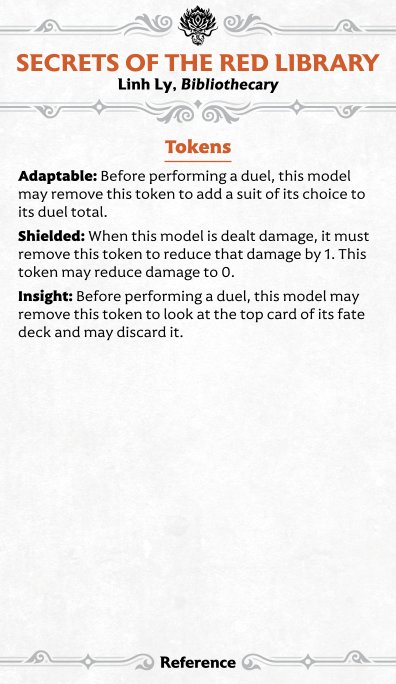 SECRETS OF THE RED LIBRARY
Linh Ly, Bibliothecary
Tokens
Adaptable: Before performing a duel, this model
may remove this token to add a suit of its choice to
its duel total.
Shielded: When this model is dealt damage, it must
remove this token to reduce that damage by 1. This
token may reduce damage to 0.
Insight: Before performing a duel, this model may
remove this token to look at the top card of its fate
deck and may discard it.
Reference